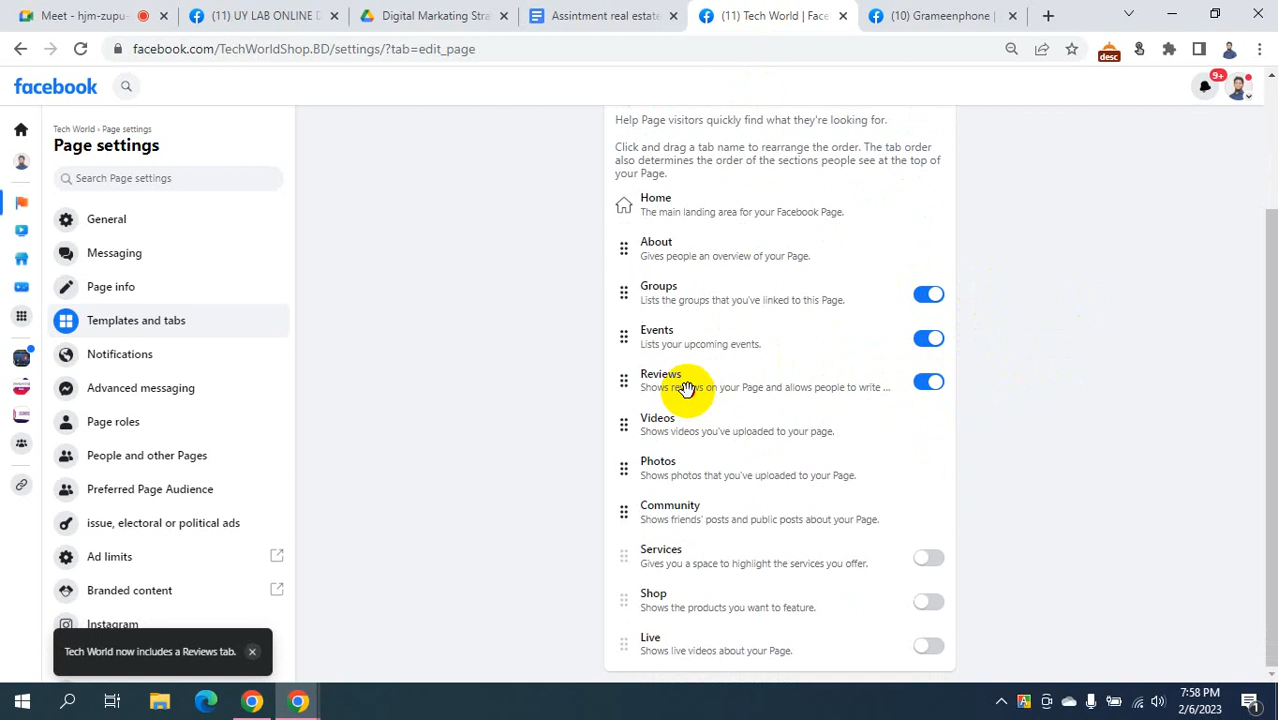 Meet - hjm-zupu-
(11) UY LAB ONLINE D
Digital Marketing Stra
Assintment real estate
(11) Tech World | Face
(10) Grameenphone |
facebook.com/TechWorldShop.BD/settings/?tab=edit_page
desc
facebook
9+
Tech World › Page settings
Page settings
Search Page settings
General
Messaging
Page info
Templates and tabs
Notifications
Advanced messaging
Page roles
People and other Pages
Preferred Page Audience
issue, electoral or political ads
Ad limits
Branded content
Instagram
Tech World now includes a Reviews tab.
Help Page visitors quickly find what they're looking for.
Click and drag a tab name to rearrange the order. The tab order
also determines the order of the sections people see at the top of
your Page.
Home
The main landing area for your Facebook Page.
About
Gives people an overview of your Page.
Groups
Lists the groups that you've linked to this Page.
Events
Lists your upcoming events.
Reviews
Shows reviews on your Page and allows people to write ...
Videos
Shows videos you've uploaded to your page.
Photos
Shows photos that you've uploaded to your Page.
Community
Shows friends' posts and public posts about your Page.
Services
Gives you a space to highlight the services you offer.
Shop
Shows the products you want to feature.
Live
Shows live videos about your Page.
7:58 PM
2/6/2023